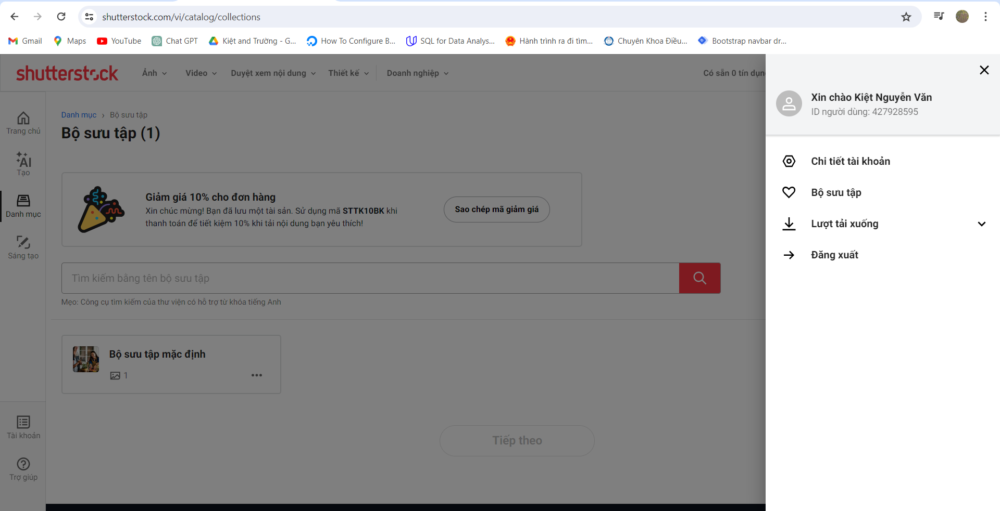 shutterstock.com/vi/catalog/collections
Gmail
Maps
YouTube
Chat GPT
Kiệt and Trường - G...
How To Configure B...
SQL for Data Analys...
Hành trình ra đi tìm...
Chuyên Khoa Điều...
Bootstrap navbar dr...
shutterstock
Ảnh
Video
Duyệt xem nội dung
Thiết kế
Doanh nghiệp
Có sẵn 0 tín dụng
Xin chào Kiệt Nguyễn Văn
ID người dùng: 427928595
Chi tiết tài khoản
Bộ sưu tập
Lượt tải xuống
Đăng xuất
Trang chủ
AI
Tạo
Danh mục
Sáng tạo
Tài khoản
Trợ giúp
Danh mục › Bộ sưu tập
Bộ sưu tập (1)
Giảm giá 10% cho đơn hàng
Xin chúc mừng! Bạn đã lưu một tài sản. Sử dụng mã STTK10BK khi
thanh toán để tiết kiệm 10% khi tải nội dung bạn yêu thích!
Sao chép mã giảm giá
Tìm kiếm bằng tên bộ sưu tập
Mẹo: Công cụ tìm kiếm của thư viện có hỗ trợ từ khóa tiếng Anh
Bộ sưu tập mặc định
1
Tiếp theo